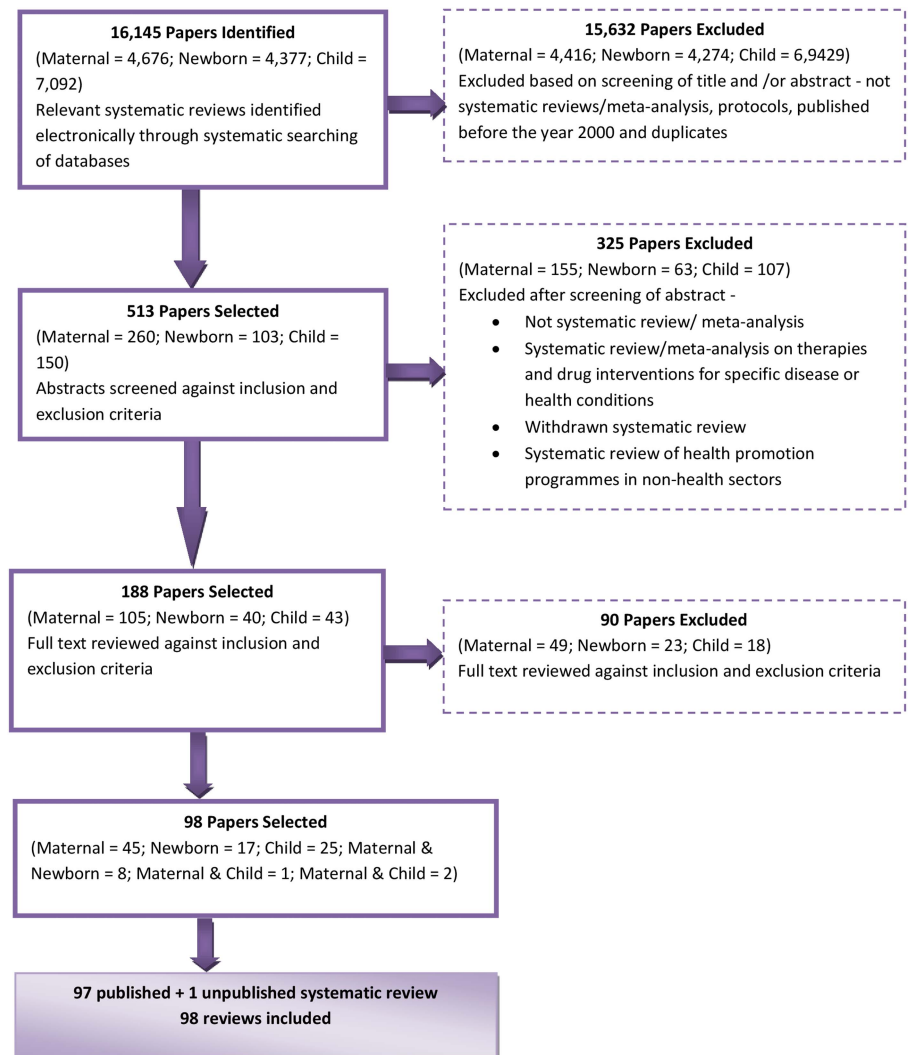 16,145 Papers Identified
(Maternal = 4,676; Newborn = 4,377; Child =
7,092)
Relevant systematic reviews identified
electronically through systematic searching
of databases
15,632 Papers Excluded
(Maternal = 4,416; Newborn = 4,274; Child = 6,9429)
Excluded based on screening of title and /or abstract - not
systematic reviews/meta-analysis, protocols, published
before the year 2000 and duplicates
513 Papers Selected
(Maternal = 260; Newborn = 103; Child =
150)
Abstracts screened against inclusion and
exclusion criteria
325 Papers Excluded
(Maternal = 155; Newborn = 63; Child = 107)
Excluded after screening of abstract -
• Not systematic review/ meta-analysis
• Systematic review/meta-analysis on therapies
and drug interventions for specific disease or
health conditions
• Withdrawn systematic review
• Systematic review of health promotion
programmes in non-health sectors
188 Papers Selected
(Maternal = 105; Newborn = 40; Child = 43)
Full text reviewed against inclusion and
exclusion criteria
90 Papers Excluded
(Maternal = 49; Newborn = 23; Child = 18)
Full text reviewed against inclusion and exclusion criteria
98 Papers Selected
(Maternal = 45; Newborn = 17; Child = 25; Maternal &
Newborn = 8; Maternal & Child = 1; Maternal & Child = 2)
97 published + 1 unpublished systematic review
98 reviews included